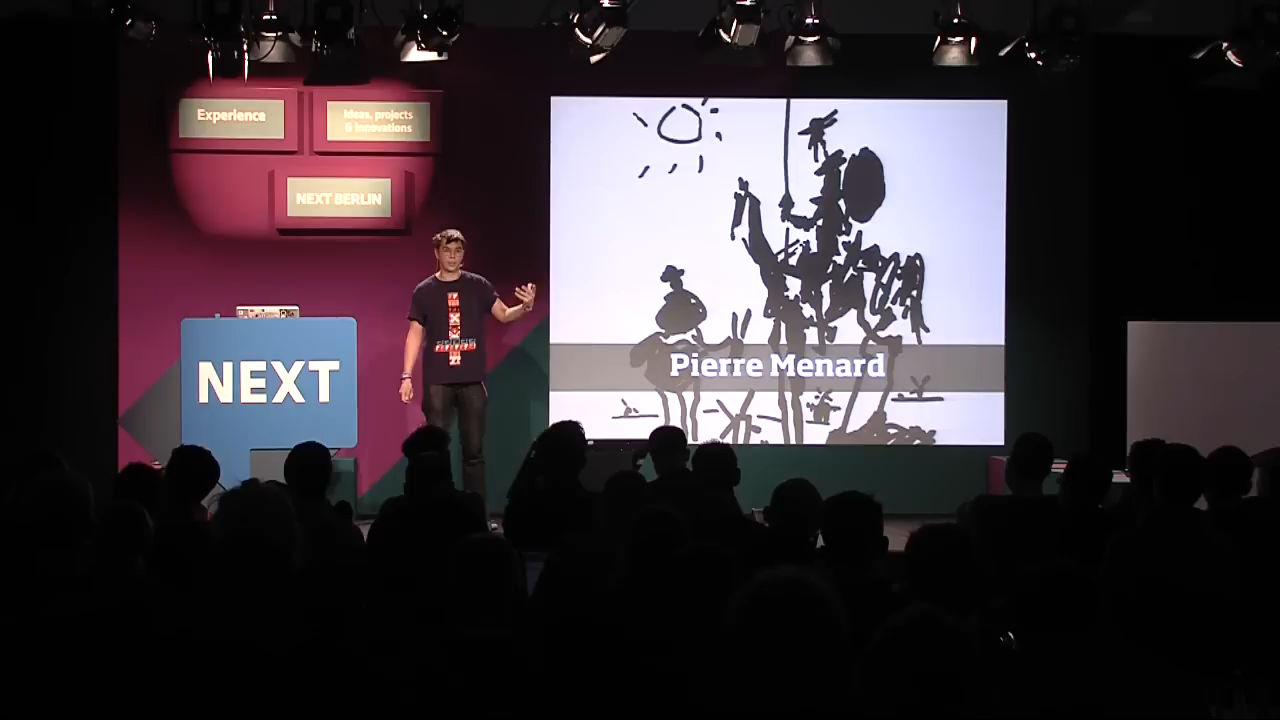 Experience
Ideas, projects
& Innovations
NEXT BERLIN
NEXT
Pierre Menard